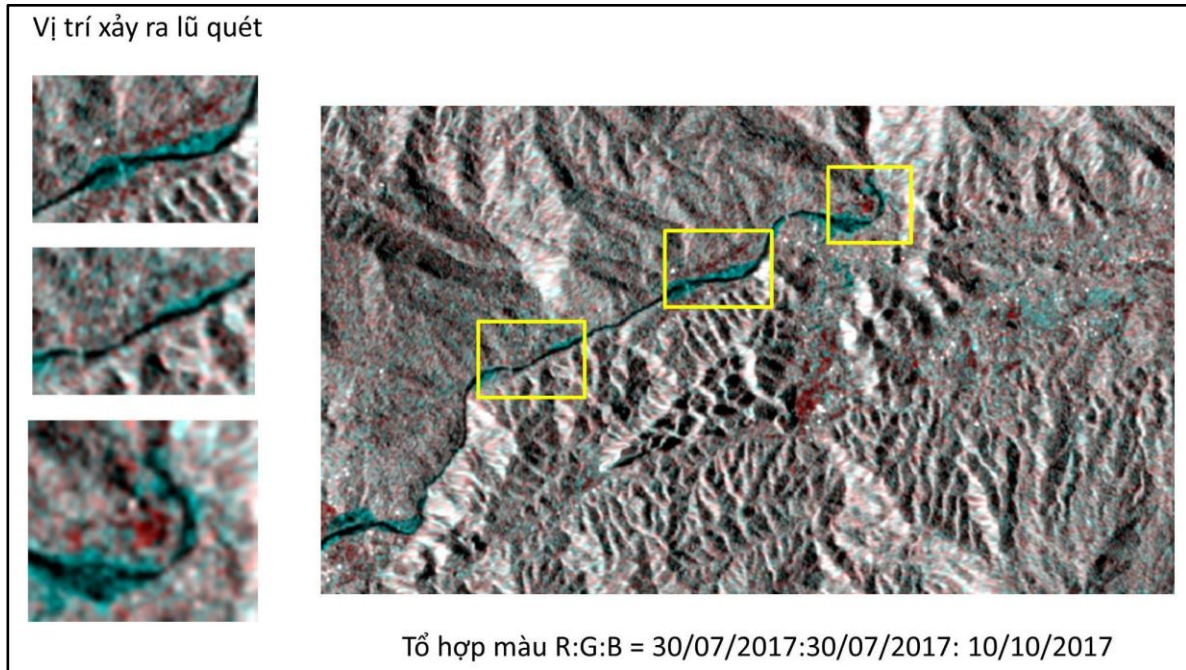 Vị trí xảy ra lũ quét
Tổ hợp màu R:G:B = 30/07/2017:30/07/2017: 10/10/2017